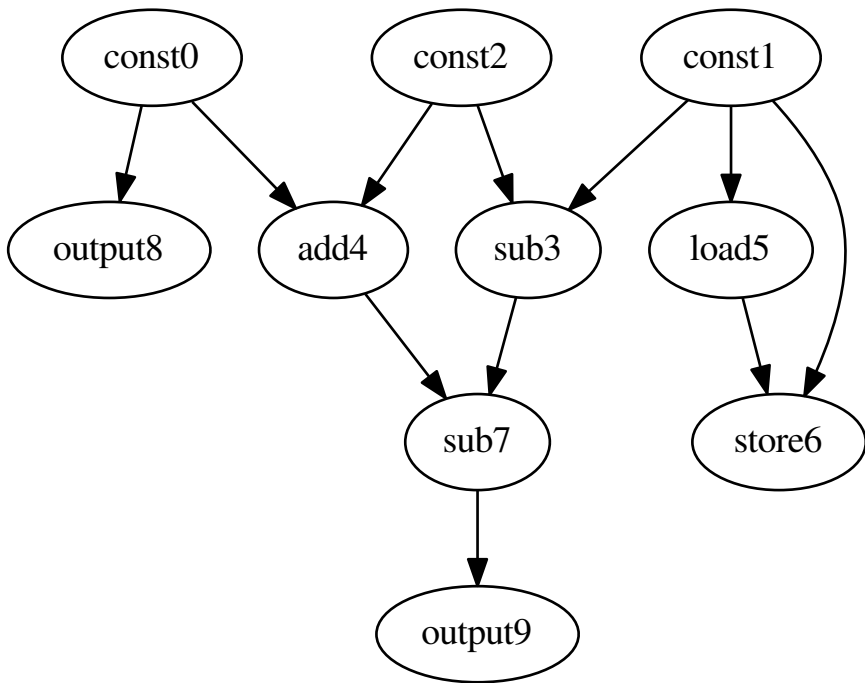 const0
const2
const1
output8
add4
sub3
load5
sub7
store6
output9